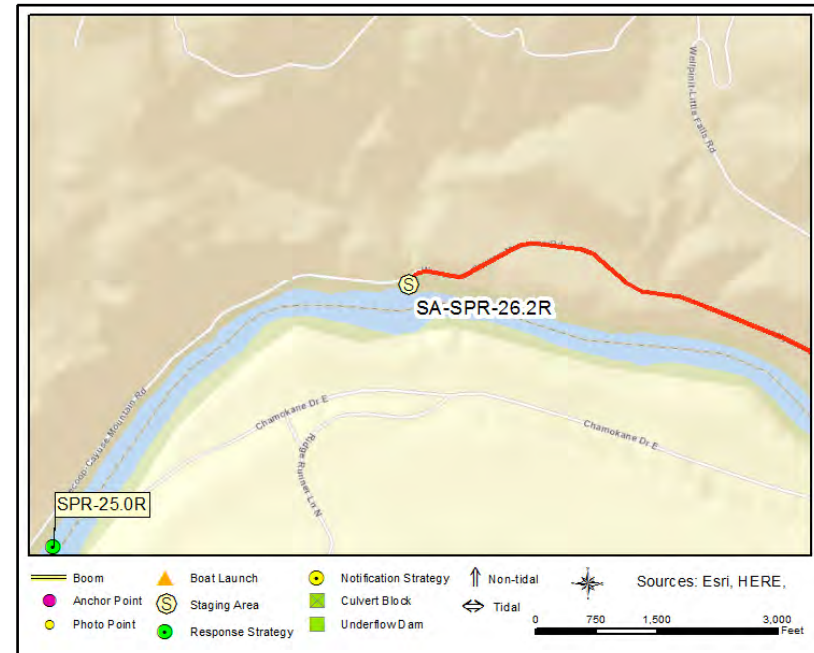 Wellpinit-Little Falls Rd
SA-SPR-26.2R
Mountain Rd
Chamokane Dr E
Chamokane Dr E
Ridge Runner Ln N
SPR-25.0R
Boom
Boat Launch
Notification Strategy
Non-tidal
Sources: Esri, HERE,
Anchor Point
S
Staging Area
Culvert Block
Tidal
Photo Point
Response Strategy
Underflow Dam
0 750 1,500 3,000
Feet